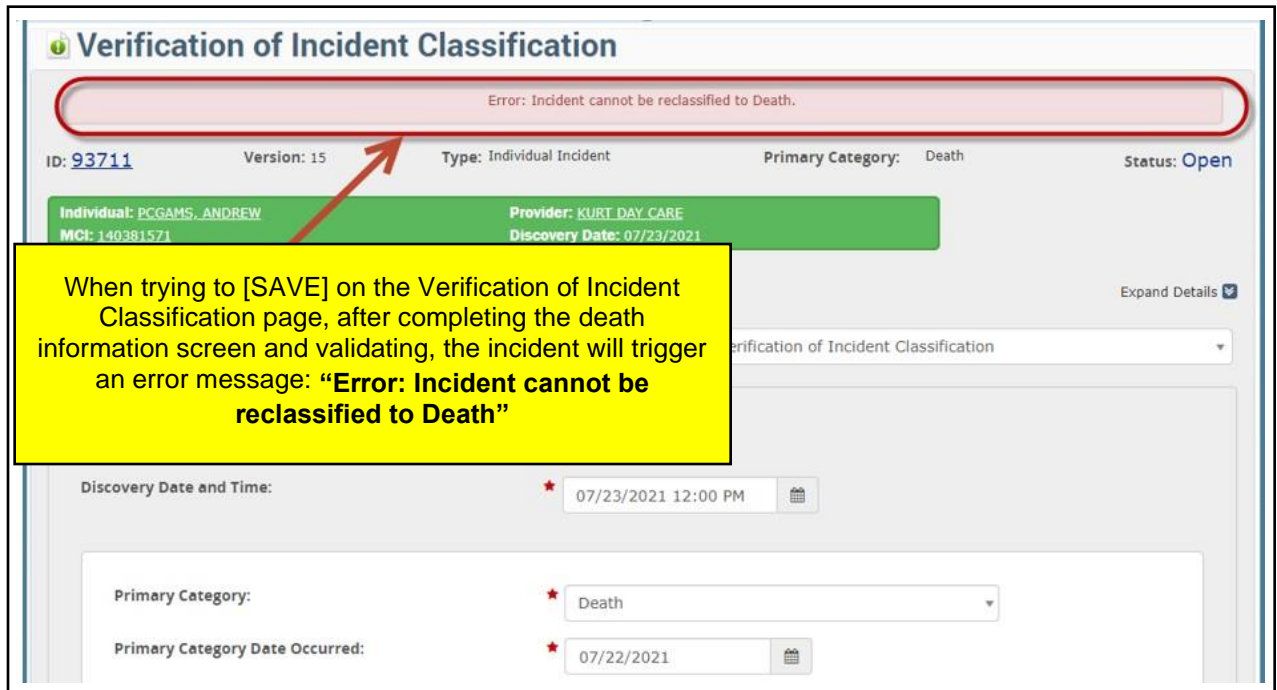 Verification of Incident Classification
Error: Incident cannot be reclassified to Death.
ID: 93711 Version: 15 Type: Individual Incident Primary Category: Death Status: Open
Individual: PCGAMS, ANDREW Provider: KURT DAY CARE
MCI: 140381571 Discovery Date: 07/23/2021
When trying to [SAVE] on the Verification of Incident
Classification page, after completing the death
information screen and validating, the incident will trigger
an error message: “Error: Incident cannot be
reclassified to Death”
Expand Details
erification of Incident Classification
Discovery Date and Time: * 07/23/2021 12:00 PM
Primary Category: * Death
Primary Category Date Occurred: * 07/22/2021